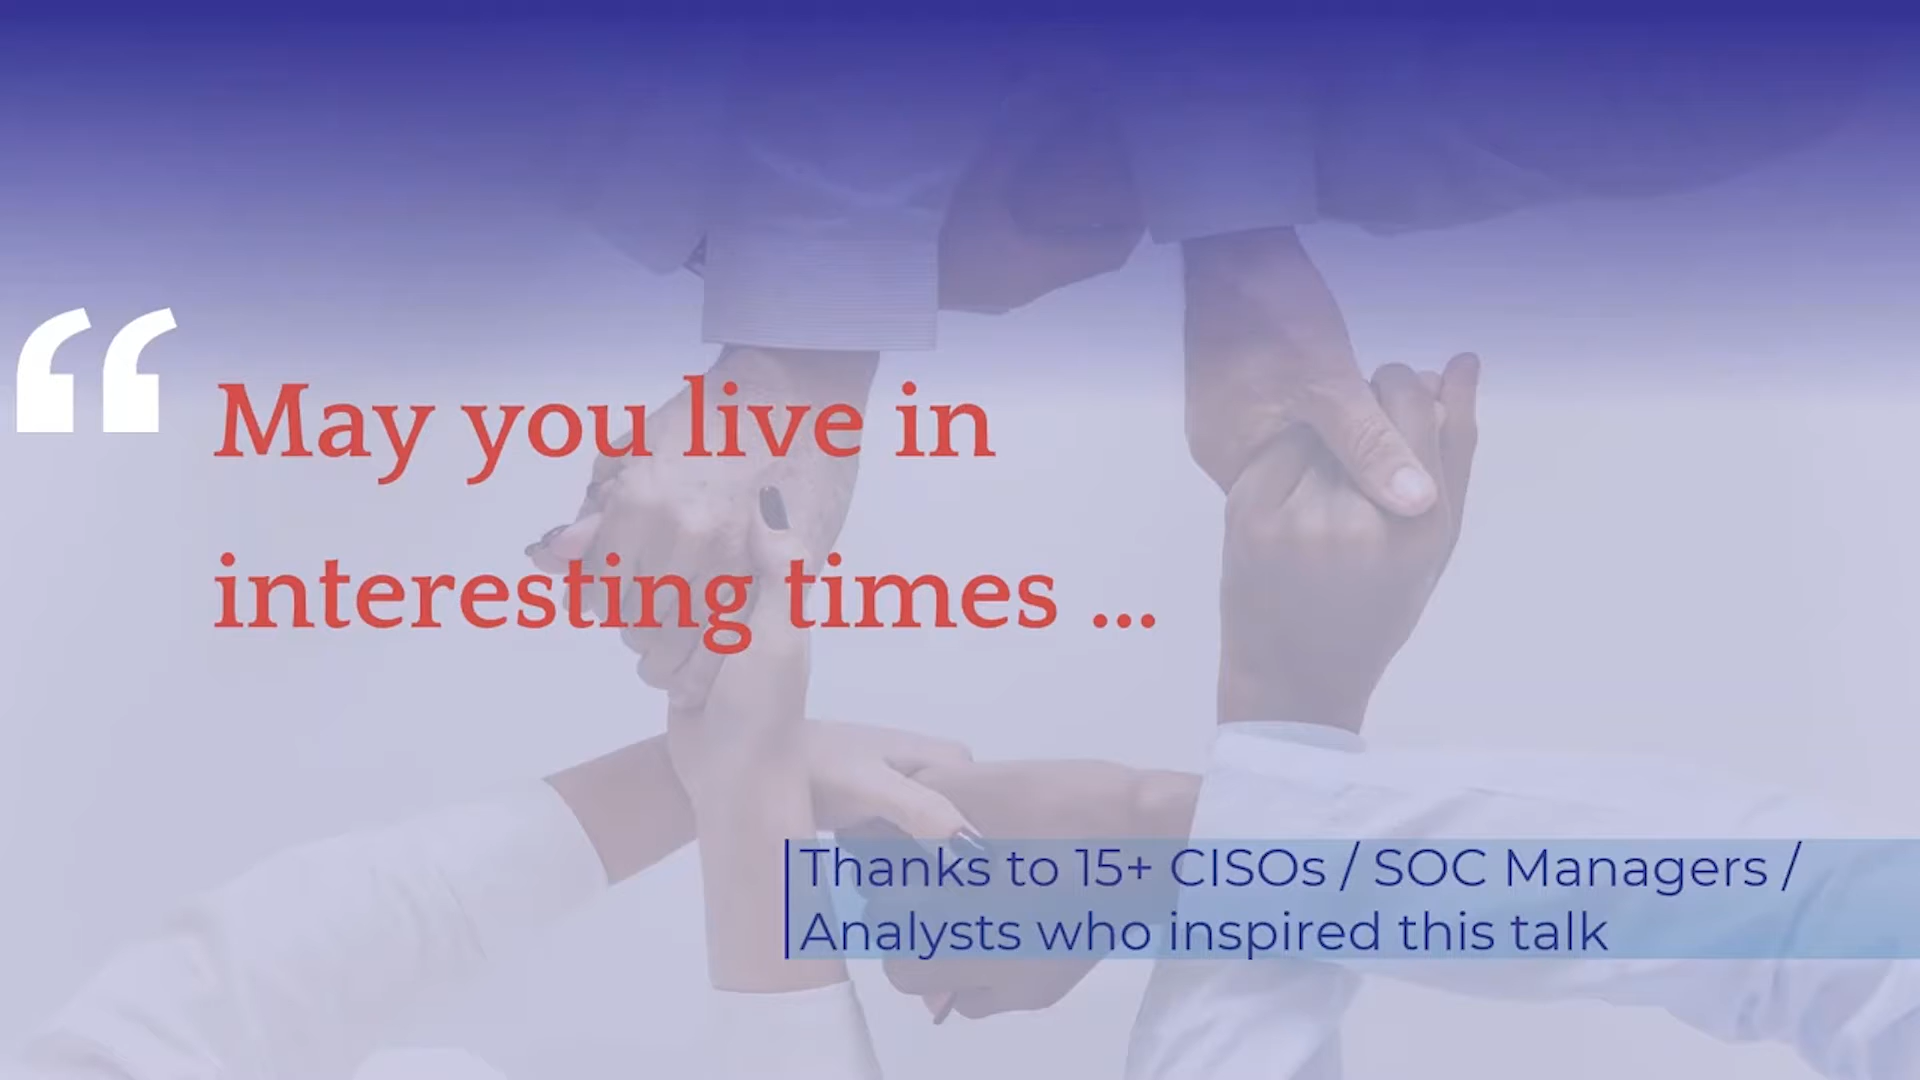 “
May you live in
interesting times ...
Thanks to 15+ CISOs / SOC Managers /
Analysts who inspired this talk